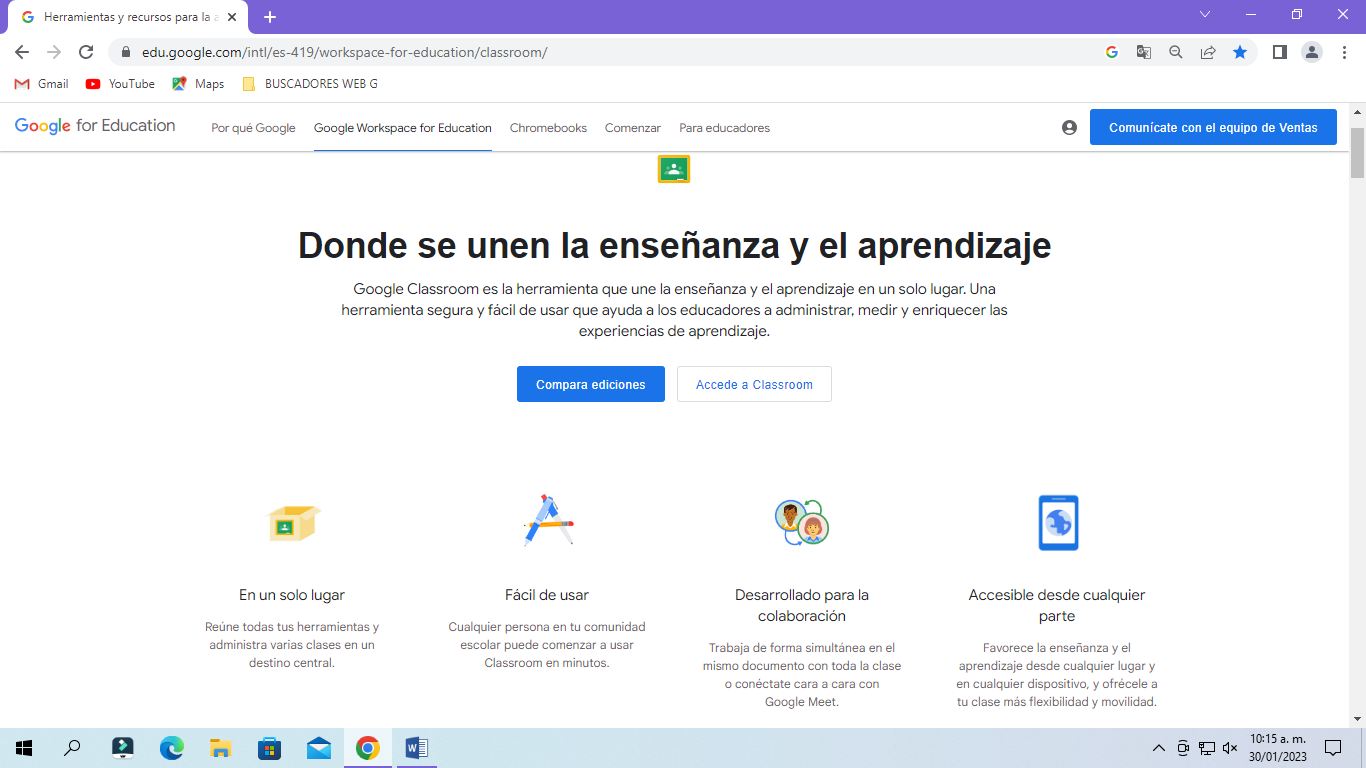 Herramientas y recursos para la a
edu.google.com/intl/es-419/workspace-for-education/classroom/
Gmail YouTube Maps BUSCADORES WEB G
Google for Education Por qué Google Google Workspace for Education Chromebooks Comenzar Para educadores Comunícate con el equipo de Ventas
Donde se unen la enseñanza y el aprendizaje
Google Classroom es la herramienta que une la enseñanza y el aprendizaje en un solo lugar. Una
herramienta segura y fácil de usar que ayuda a los educadores a administrar, medir y enriquecer las
experiencias de aprendizaje.
Compara ediciones Accede a Classroom
En un solo lugar
Reúne todas tus herramientas y
administra varias clases en un
destino central.
Fácil de usar
Cualquier persona en tu comunidad
escolar puede comenzar a usar
Classroom en minutos.
Desarrollado para la
colaboración
Trabaja de forma simultánea en el
mismo documento con toda la clase
o conéctate cara a cara con
Google Meet.
Accesible desde cualquier
parte
Favorece la enseñanza y el
aprendizaje desde cualquier lugar y
en cualquier dispositivo, y ofrécele a
tu clase más flexibilidad y movilidad.
10:15 a. m.
30/01/2023